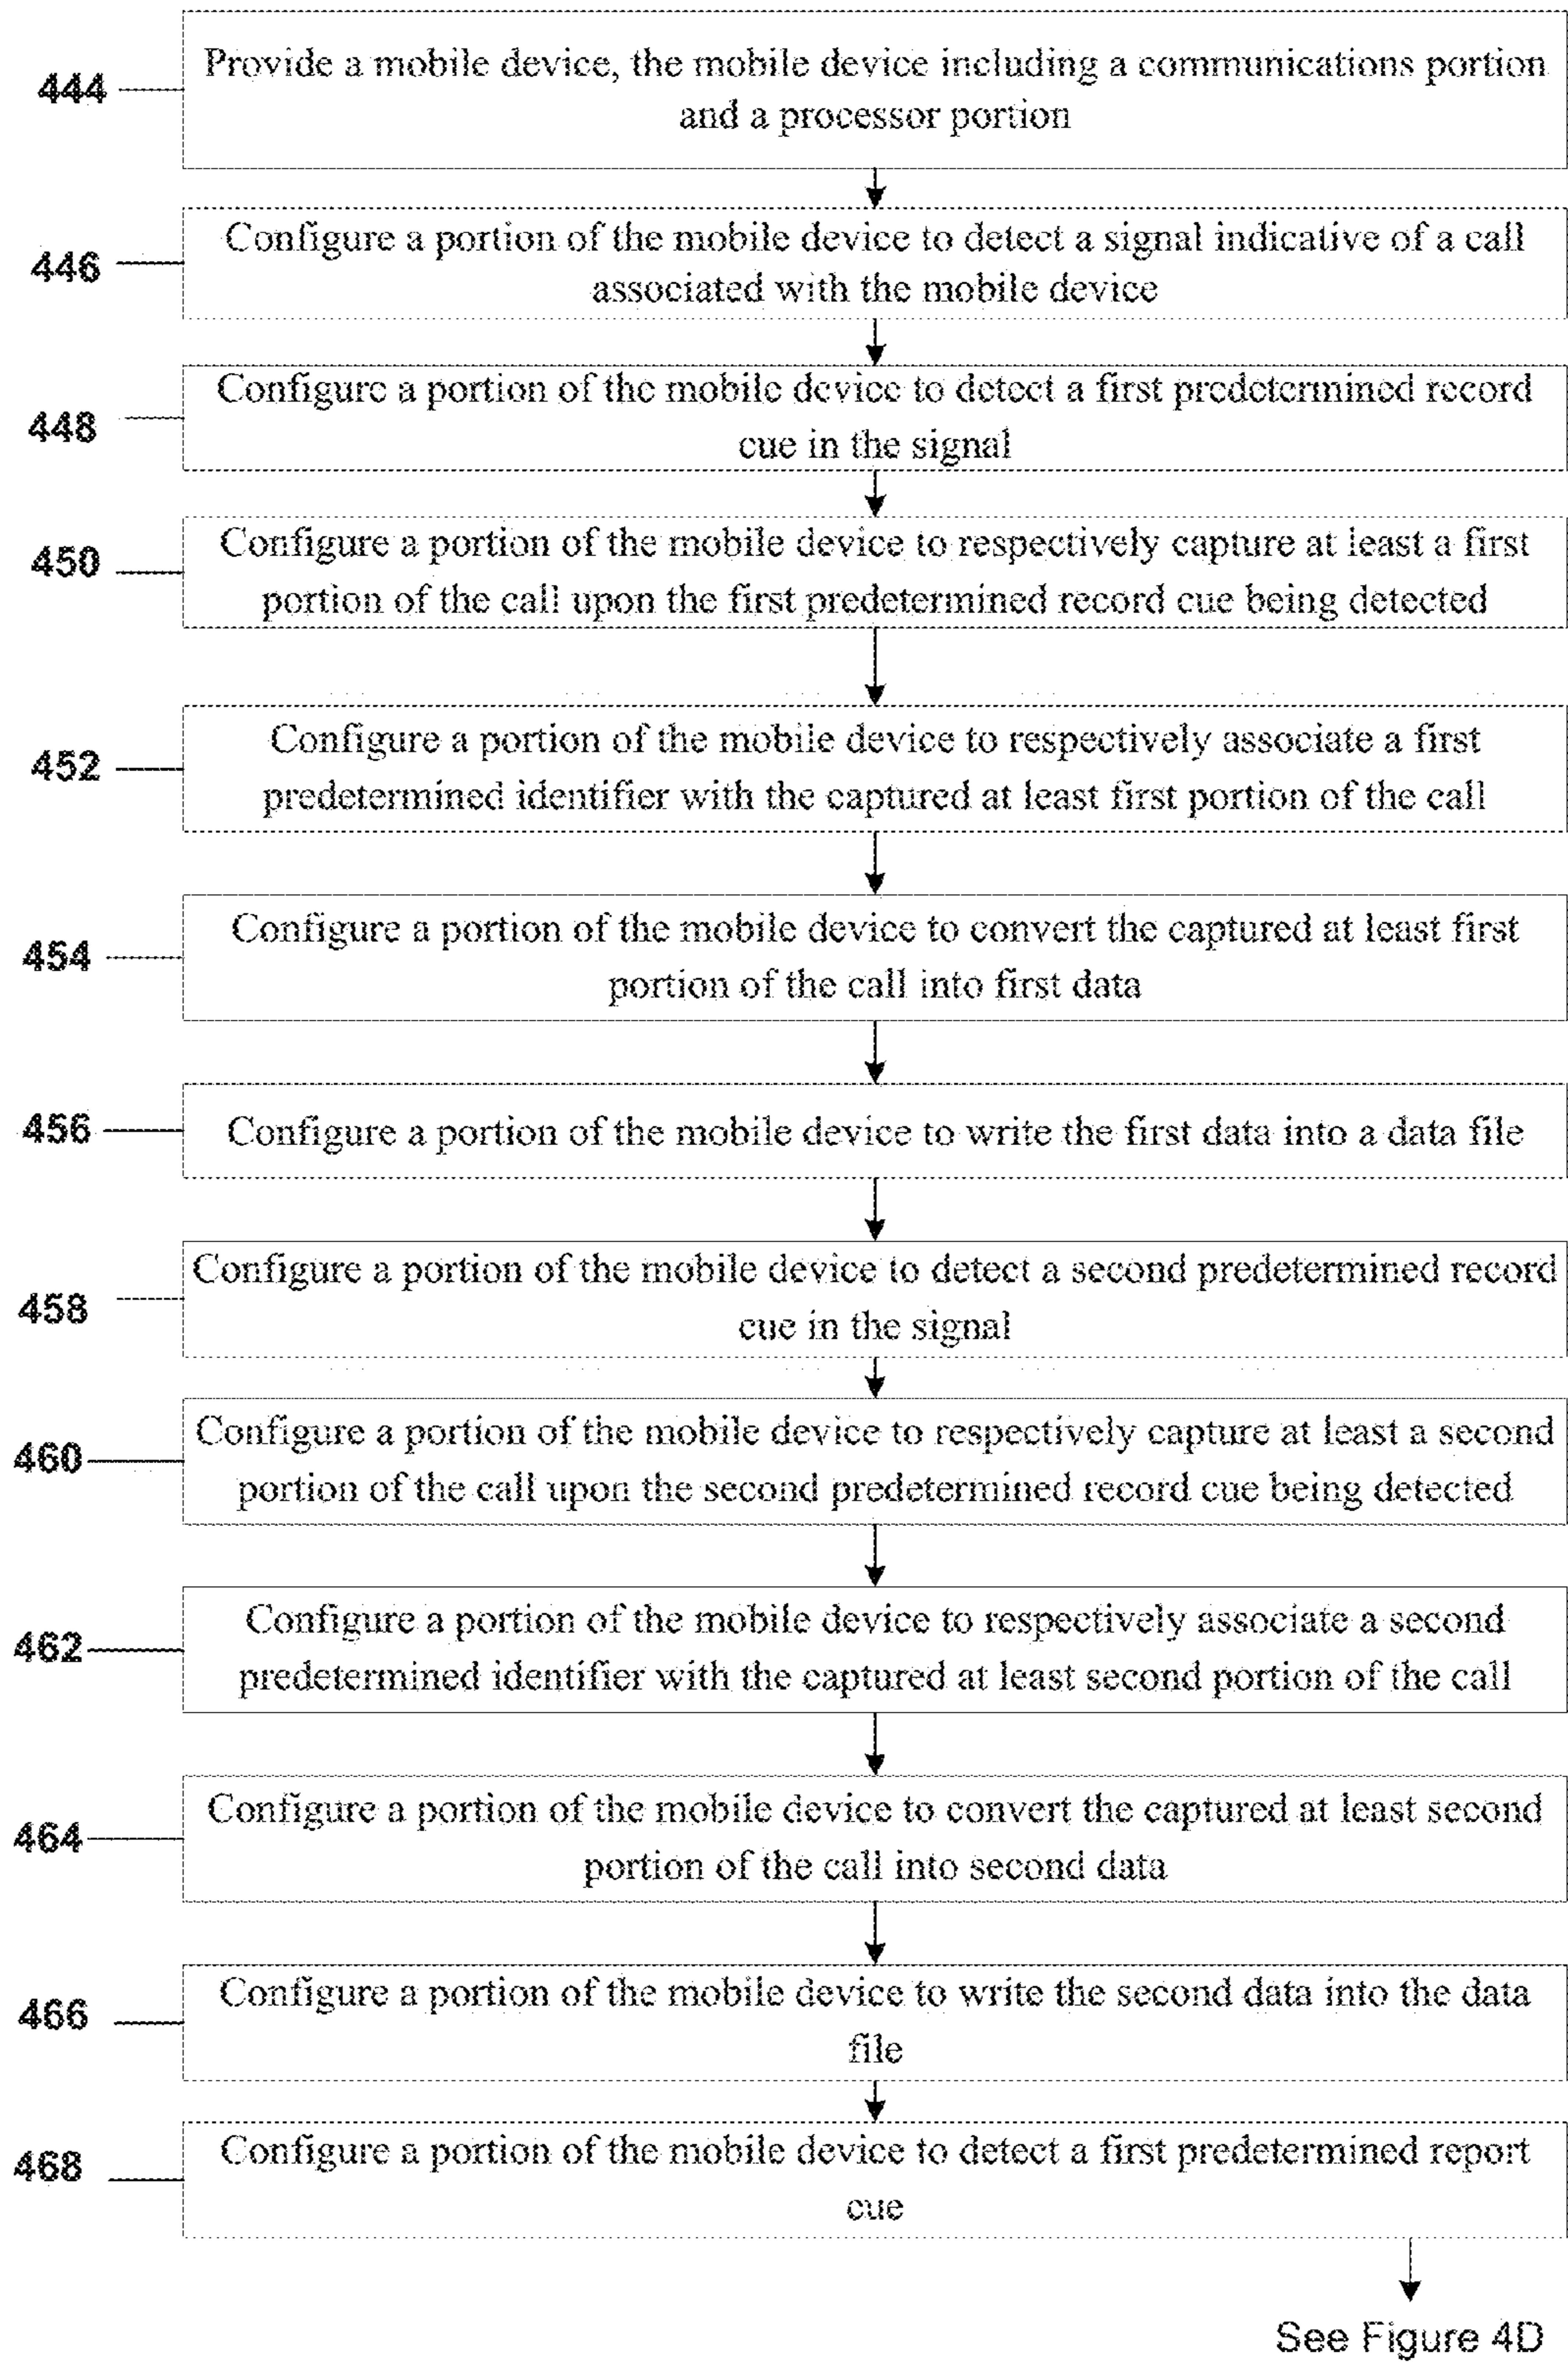 444
Provide a mobile device, the mobile device including a communications portion
and a processor portion
446
Configure a portion of the mobile device to detect a signal indicative of a call
associated with the mobile device
448
Configure a portion of the mobile device to detect a first predetermined record
cue in the signal
450
Configure a portion of the mobile device to respectively capture at least a first
portion of the call upon the first predetermined record cue being detected
452
Configure a portion of the mobile device to respectively associate a first
predetermined identifier with the captured at least first portion of the call
454
Configure a portion of the mobile device to convert the captured at least first
portion of the call into first data
456
Configure a portion of the mobile device to write the first data into a data file
458
Configure a portion of the mobile device to detect a second predetermined record
cue in the signal
460
Configure a portion of the mobile device to respectively capture at least a second
portion of the call upon the second predetermined record cue being detected
462
Configure a portion of the mobile device to respectively associate a second
predetermined identifier with the captured at least second portion of the call
464
Configure a portion of the mobile device to convert the captured at least second
portion of the call into second data
466
Configure a portion of the mobile device to write the second data into the data
file
468
Configure a portion of the mobile device to detect a first predetermined report
cue
See Figure 4D